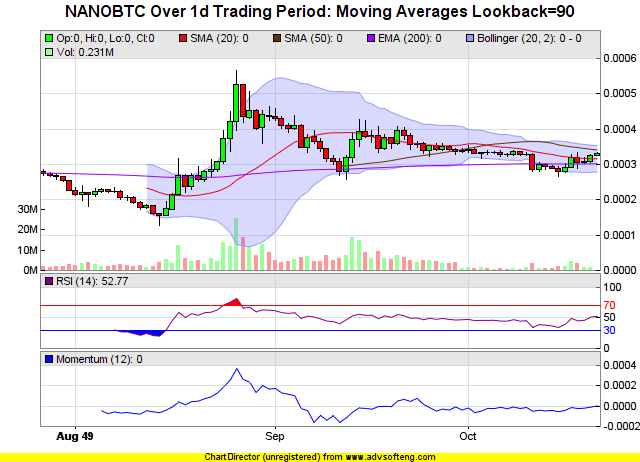 NANOBTC Over 1d Trading Period: Moving Averages Lookback=90
Op:0, Hi:0, Lo:0, Cl:0 SMA (20): 0 SMA (50): 0 EMA (200): 0 Bollinger (20, 2): 0 - 0
Vol: 0.231M
0.0006
0.0005
0.0004
0.0003
0.0002
0.0001
0.0000
30M
20M
10M
0M
RSI (14): 52.77
100
70
50
30
0
Momentum (12): 0
0.0004
0.0002
0.0000
-0.0002
Aug 49 Sep Oct
ChartDirector (unregistered) from www.advsofteng.com